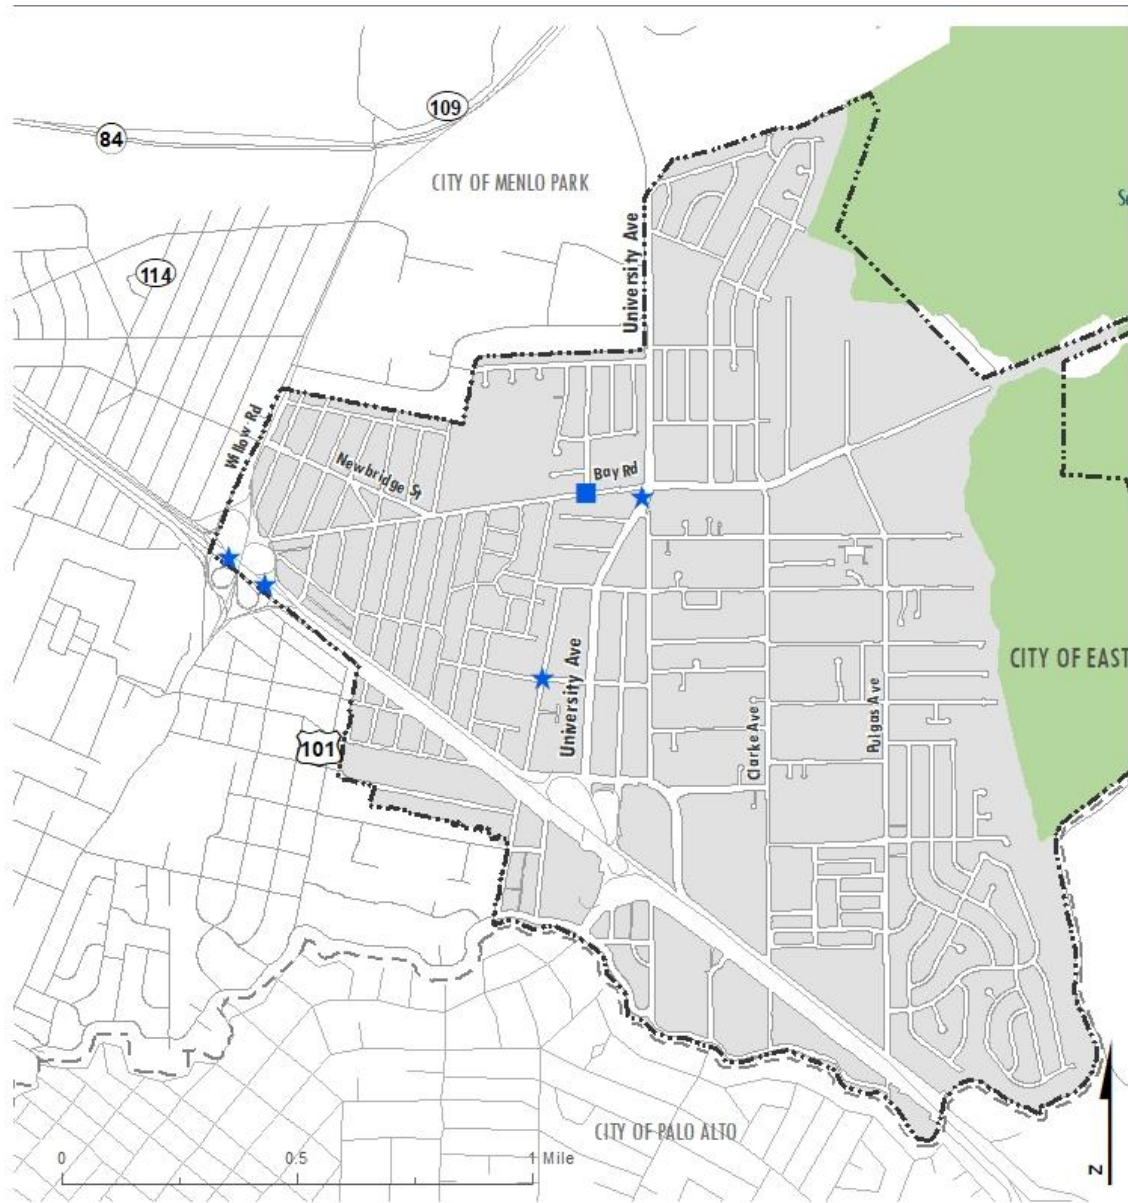 109
84
CITY OF MENLO PARK
Se
University Ave
114
Willow Rd
Newbridge St
Bay Rd
CITY OF EAST
University Ave
Clarke Ave
Pulgas Ave
101
CITY OF PALO ALTO
0 0.5 1 Mile
N